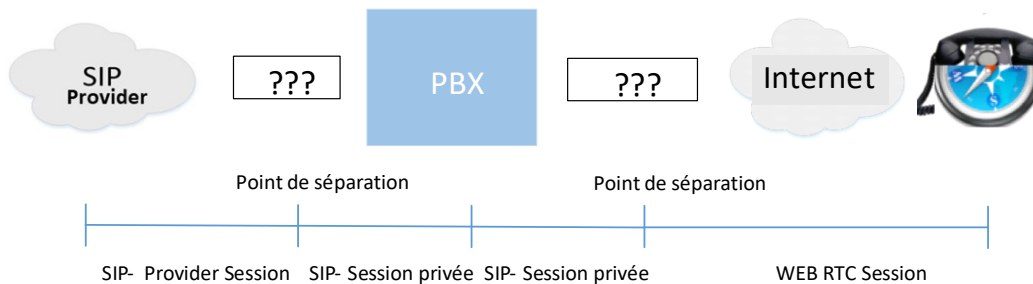 SIP
Provider
???
PBX
???
Internet
Point de séparation
Point de séparation
SIP- Provider Session
SIP- Session privée
SIP- Session privée
WEB RTC Session